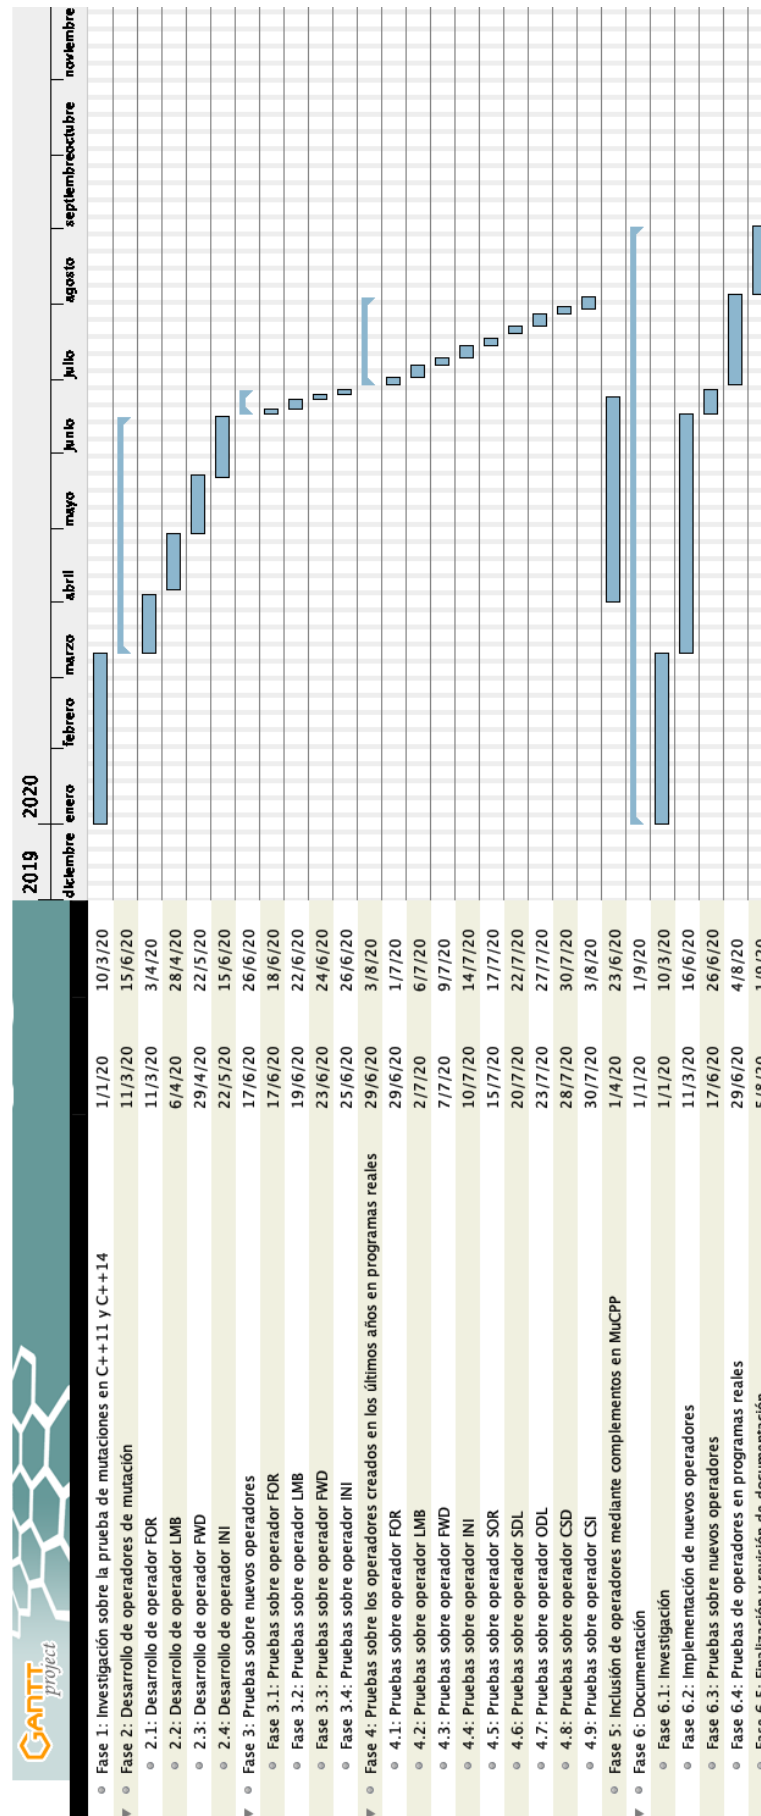 GANTT
project
2019
2020
diciembre
enero
febrero
marzo
abril
mayo
junio
julio
agosto
septiembre
octubre
noviembre
Fase 1: Investigación sobre la prueba de mutaciones en C++11 y C++14 1/1/20 10/3/20
Fase 2: Desarrollo de operadores de mutación 11/3/20 15/6/20
2.1: Desarrollo de operador FOR 11/3/20 3/4/20
2.2: Desarrollo de operador LMB 6/4/20 28/4/20
2.3: Desarrollo de operador FWD 29/4/20 22/5/20
2.4: Desarrollo de operador INI 22/5/20 15/6/20
Fase 3: Pruebas sobre nuevos operadores 17/6/20 26/6/20
Fase 3.1: Pruebas sobre operador FOR 17/6/20 18/6/20
Fase 3.2: Pruebas sobre operador LMB 19/6/20 22/6/20
Fase 3.3: Pruebas sobre operador FWD 23/6/20 24/6/20
Fase 3.4: Pruebas sobre operador INI 25/6/20 26/6/20
Fase 4: Pruebas sobre los operadores creados en los últimos años en programas reales 29/6/20 3/8/20
4.1: Pruebas sobre operador FOR 29/6/20 1/7/20
4.2: Pruebas sobre operador LMB 2/7/20 6/7/20
4.3: Pruebas sobre operador FWD 7/7/20 9/7/20
4.4: Pruebas sobre operador INI 10/7/20 14/7/20
4.5: Pruebas sobre operador SOR 15/7/20 17/7/20
4.6: Pruebas sobre operador SDL 20/7/20 22/7/20
4.7: Pruebas sobre operador ODL 23/7/20 27/7/20
4.8: Pruebas sobre operador CSD 28/7/20 30/7/20
4.9: Pruebas sobre operador CSI 30/7/20 3/8/20
Fase 5: Inclusión de operadores mediante complementos en MuCPP 1/4/20 23/6/20
Fase 6: Documentación 1/1/20 1/9/20
Fase 6.1: Investigación 1/1/20 10/3/20
Fase 6.2: Implementación de nuevos operadores 11/3/20 16/6/20
Fase 6.3: Pruebas sobre nuevos operadores 17/6/20 26/6/20
Fase 6.4: Pruebas de operadores en programas reales 29/6/20 4/8/20
Fase 6.5: Finalización y revisión de documentación 5/8/20 1/9/20